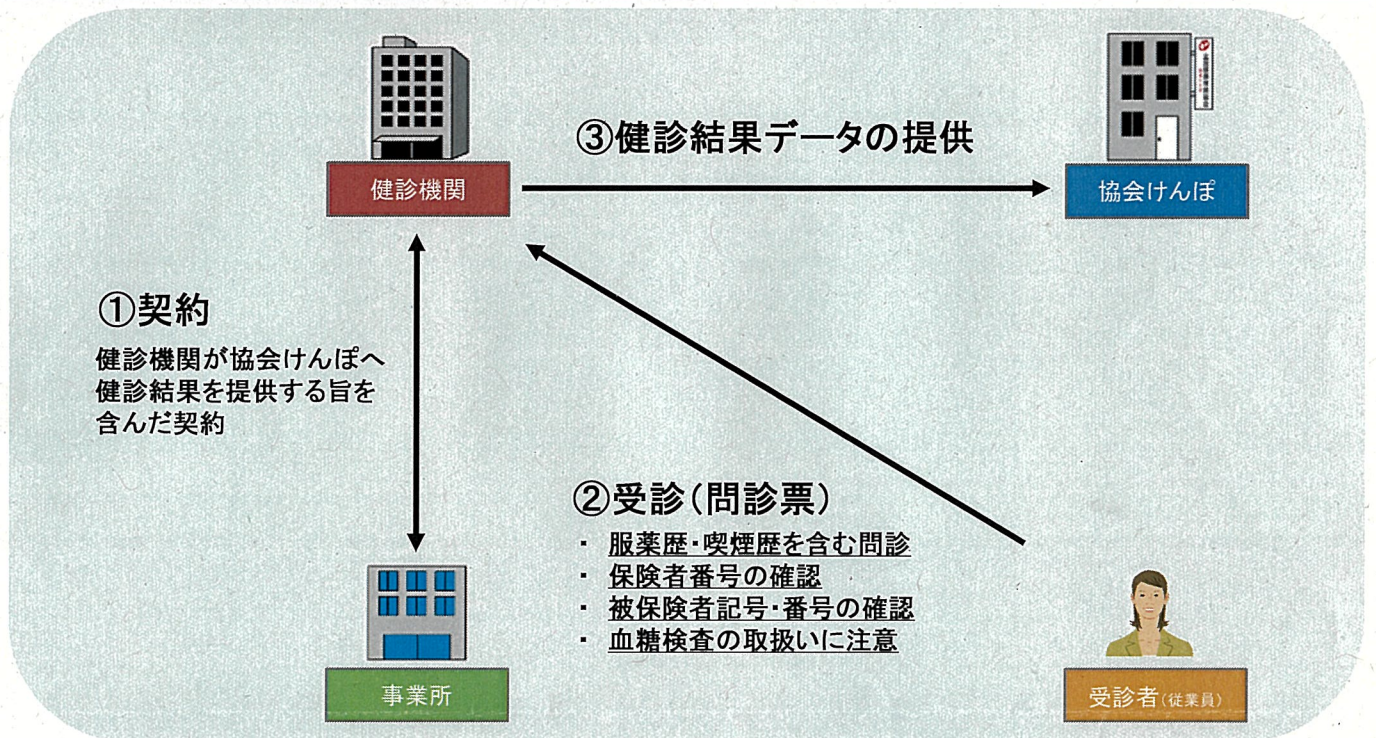 ③健診結果データの提供
健診機関
協会けんぽ
①契約
健診機関が協会けんぽへ
健診結果を提供する旨を
含んだ契約
②受診(問診票)
・ 服薬歴・喫煙歴を含む問診
・ 保険者番号の確認
・ 被保険者記号・番号の確認
・ 血糖検査の取扱いに注意
事業所
受診者(従業員)